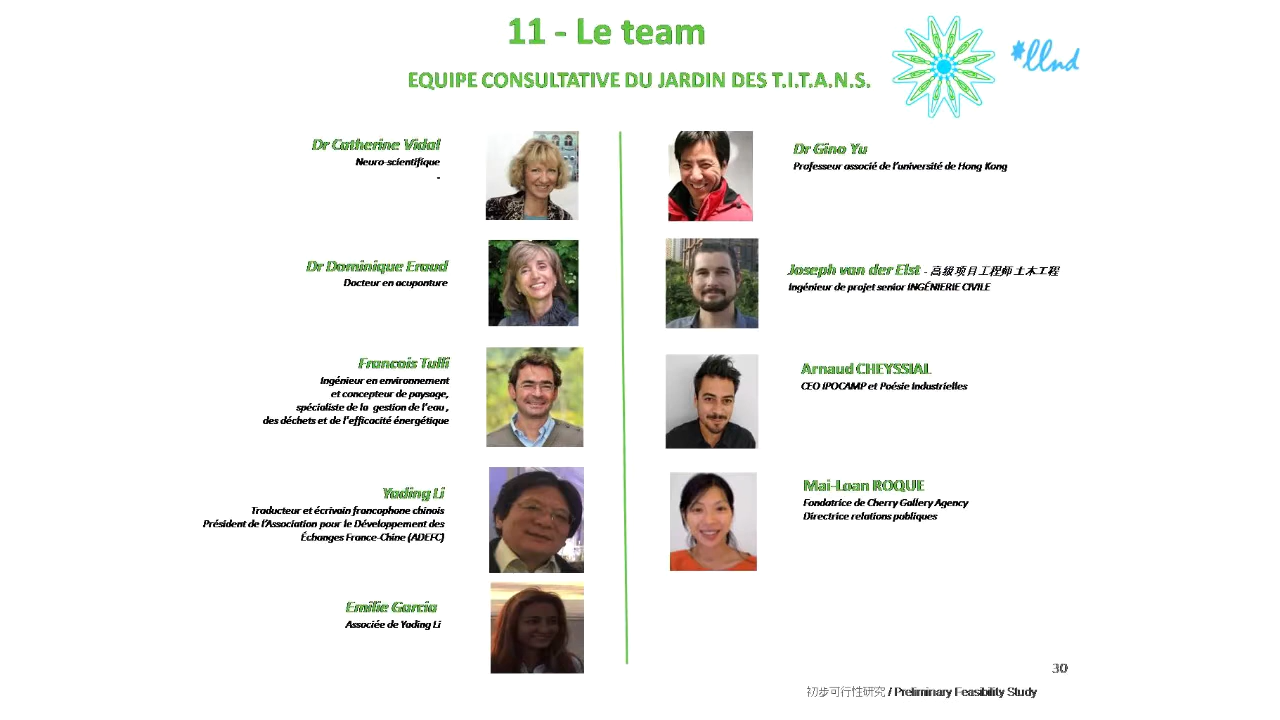 11 - Le team
EQUIPE CONSULTATIVE DU JARDIN DES T.I.T.A.N.S.
*llnd
Dr Catherine Vidal
Neuro-scientifique
-
Dr Dominique Eraud
Docteur en acuponture
Francois Tulfi
Ingénieur en environnement
et concepteur de paysage,
spécialiste de la gestion de l'eau ,
des déchets et de l'efficacité énergétique
Yading Li
Traducteur et écrivain francophone chinois
Président de l'Association pour le Développement des
Échanges France-Chine (ADEFC)
Emilie Garcia
Associée de Yading Li
Dr Gino Yu
Professeur associé de l'université de Hong Kong
Joseph van der Elst - 高级项目工程师 土木工程
Ingénieur de projet senior INGÉNIERIE CIVILE
Arnaud CHEYSSIAL
CEO IPOCAMP et Poésie Industrielles
Mai-Loan ROQUE
Fondatrice de Cherry Gallery Agency
Directrice relations publiques
30
初步可行性研究 / Preliminary Feasibility Study